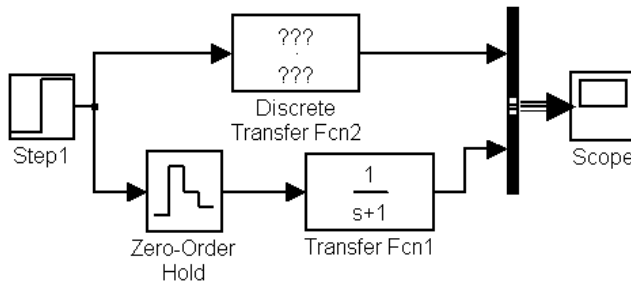 ???
???
Discrete
Transfer Fcn2
Step1
Scope
1
s+1
Zero-Order
Hold
Transfer Fcn1